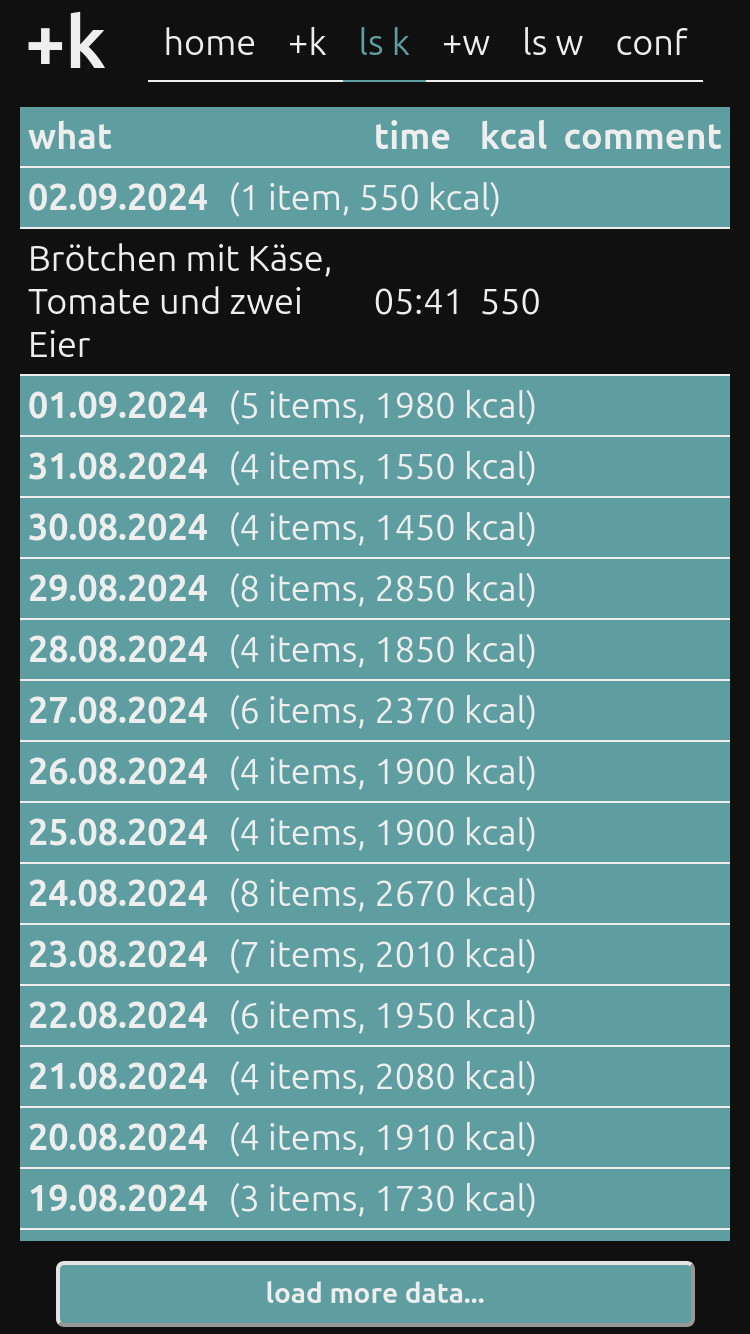 +k home +k ls k +w ls w conf
what time kcal comment
02.09.2024 (1 item, 550 kcal)
Brötchen mit Käse,
Tomate und zwei 05:41 550
Eier
01.09.2024 (5 items, 1980 kcal)
31.08.2024 (4 items, 1550 kcal)
30.08.2024 (4 items, 1450 kcal)
29.08.2024 (8 items, 2850 kcal)
28.08.2024 (4 items, 1850 kcal)
27.08.2024 (6 items, 2370 kcal)
26.08.2024 (4 items, 1900 kcal)
25.08.2024 (4 items, 1900 kcal)
24.08.2024 (8 items, 2670 kcal)
23.08.2024 (7 items, 2010 kcal)
22.08.2024 (6 items, 1950 kcal)
21.08.2024 (4 items, 2080 kcal)
20.08.2024 (4 items, 1910 kcal)
19.08.2024 (3 items, 1730 kcal)
load more data...